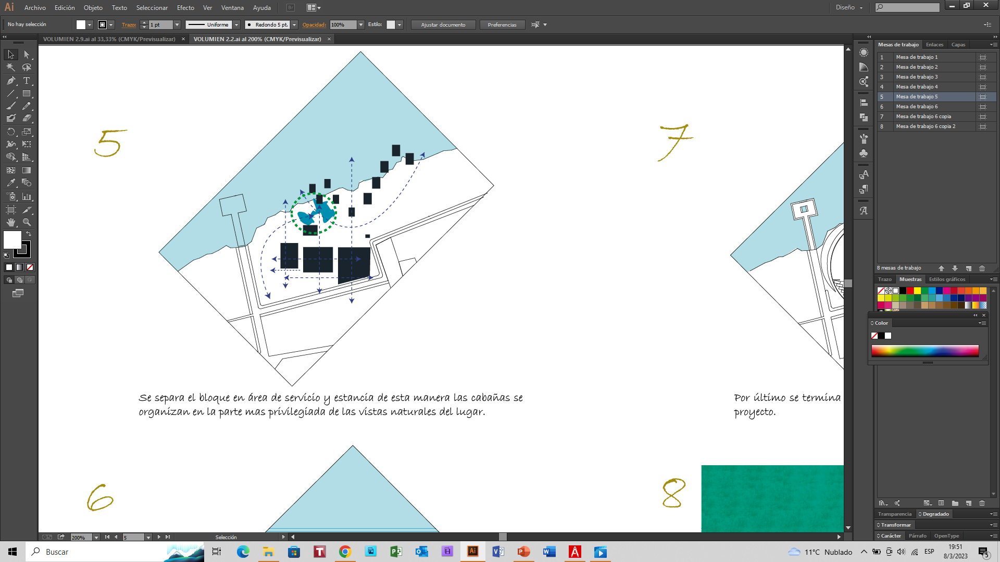 Ai Archivo Edición Objeto Texto Seleccionar Efecto Ver Ventana Ayuda Br Diseño
No hay selección Trazo: 1 pt Uniforme Redondo 5 pt. Opacidad: 100% Estilo: Ajustar documento Preferencias
VOLUMIEN 2.9.ai al 33,33% (CMYK/Previsualizar) × VOLUMIEN 2.2.ai al 200% (CMYK/Previsualizar) ×
Mesas de trabajo Enlaces Capas
1 Mesa de trabajo 1
2 Mesa de trabajo 2
3 Mesa de trabajo 3
4 Mesa de trabajo 4
5 Mesa de trabajo 5
6 Mesa de trabajo 6
7 Mesa de trabajo 6 copia
8 Mesa de trabajo 6 copia 2
8 mesas de trabajo
Trazo Muestras Estilos gráficos
Color
5
7
Se separa el bloque en área de servicio y estancia de esta manera las cabañas se
organizan en la parte mas privilegiada de las vistas naturales del lugar.
Por último se termina
proyecto.
6
8
Transparencia Degradado
Transformar
Carácter Párrafo OpenType
200% 5 Selección
Buscar
11°C Nublado ESP
19:51
8/3/2023
5